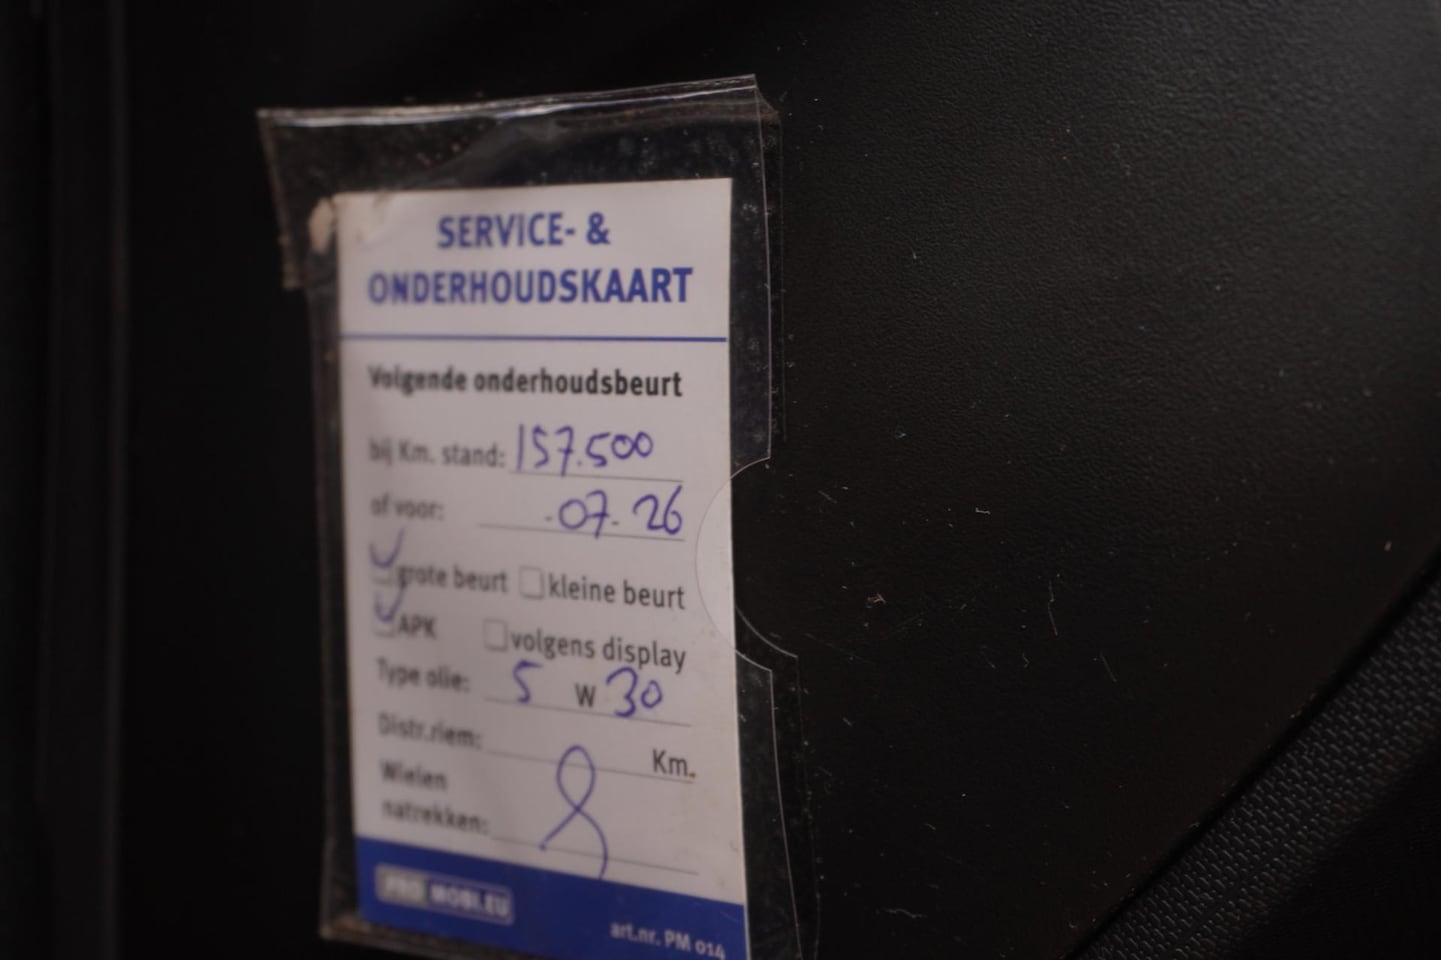 SERVICE- &
ONDERHOUDSKAART
Volgende onderhoudsbeurt
bij Km. stand: 157.500
of voor: -07-26
grote beurt kleine beurt
APK volgens display
Type olie: 5 W 30
Distr.riem: Km.
Wielen
natrekken:
PRO MOBI.EU
art.nr. PM 014